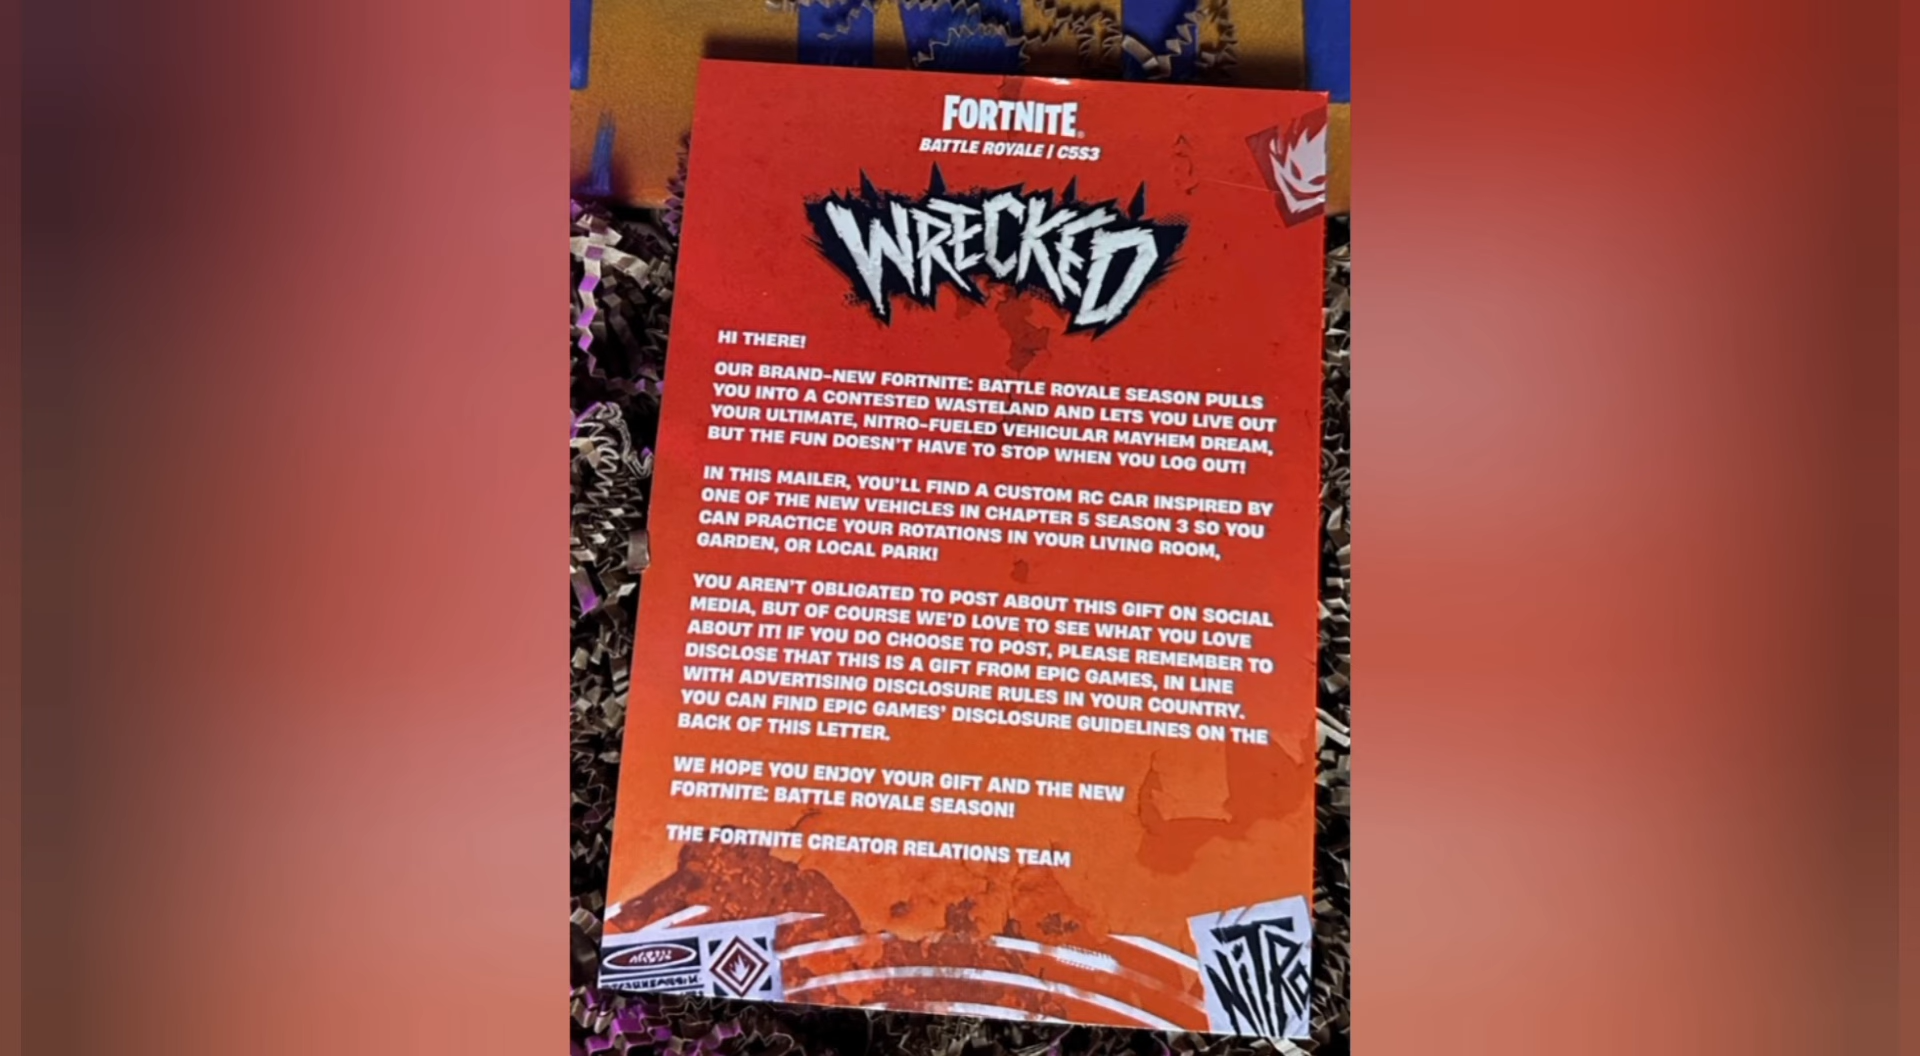 FORTNITE
BATTLE ROYALE | C5S3
WRECKED
HI THERE!
OUR BRAND-NEW FORTNITE: BATTLE ROYALE SEASON PULLS
YOU INTO A CONTESTED WASTELAND AND LETS YOU LIVE OUT
YOUR ULTIMATE, NITRO-FUELED VEHICULAR MAYHEM DREAM,
BUT THE FUN DOESN'T HAVE TO STOP WHEN YOU LOG OUT!
IN THIS MAILER, YOU'LL FIND A CUSTOM RC CAR INSPIRED BY
ONE OF THE NEW VEHICLES IN CHAPTER 5 SEASON 3 SO YOU
CAN PRACTICE YOUR ROTATIONS IN YOUR LIVING ROOM,
GARDEN, OR LOCAL PARK!
YOU AREN'T OBLIGATED TO POST ABOUT THIS GIFT ON SOCIAL
MEDIA, BUT OF COURSE WE'D LOVE TO SEE WHAT YOU LOVE
ABOUT IT! IF YOU DO CHOOSE TO POST, PLEASE REMEMBER TO
DISCLOSE THAT THIS IS A GIFT FROM EPIC GAMES, IN LINE
WITH ADVERTISING DISCLOSURE RULES IN YOUR COUNTRY.
YOU CAN FIND EPIC GAMES' DISCLOSURE GUIDELINES ON THE
BACK OF THIS LETTER.
WE HOPE YOU ENJOY YOUR GIFT AND THE NEW
FORTNITE: BATTLE ROYALE SEASON!
THE FORTNITE CREATOR RELATIONS TEAM
NITRO